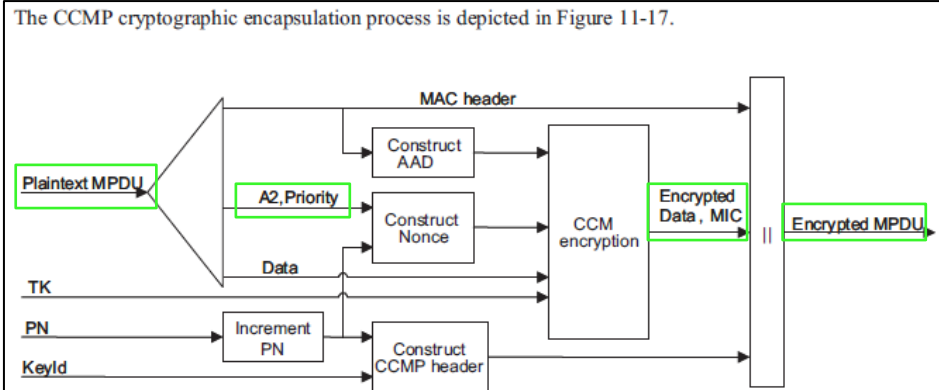 The CCMP cryptographic encapsulation process is depicted in Figure 11-17.
MAC header
Construct
AAD
Plaintext MPDU
A2,Priority
Construct
Nonce
CCM
encryption
Encrypted
Data , MIC
||
Encrypted MPDU
Data
TK
PN
Increment
PN
Construct
CCMP header
KeyId